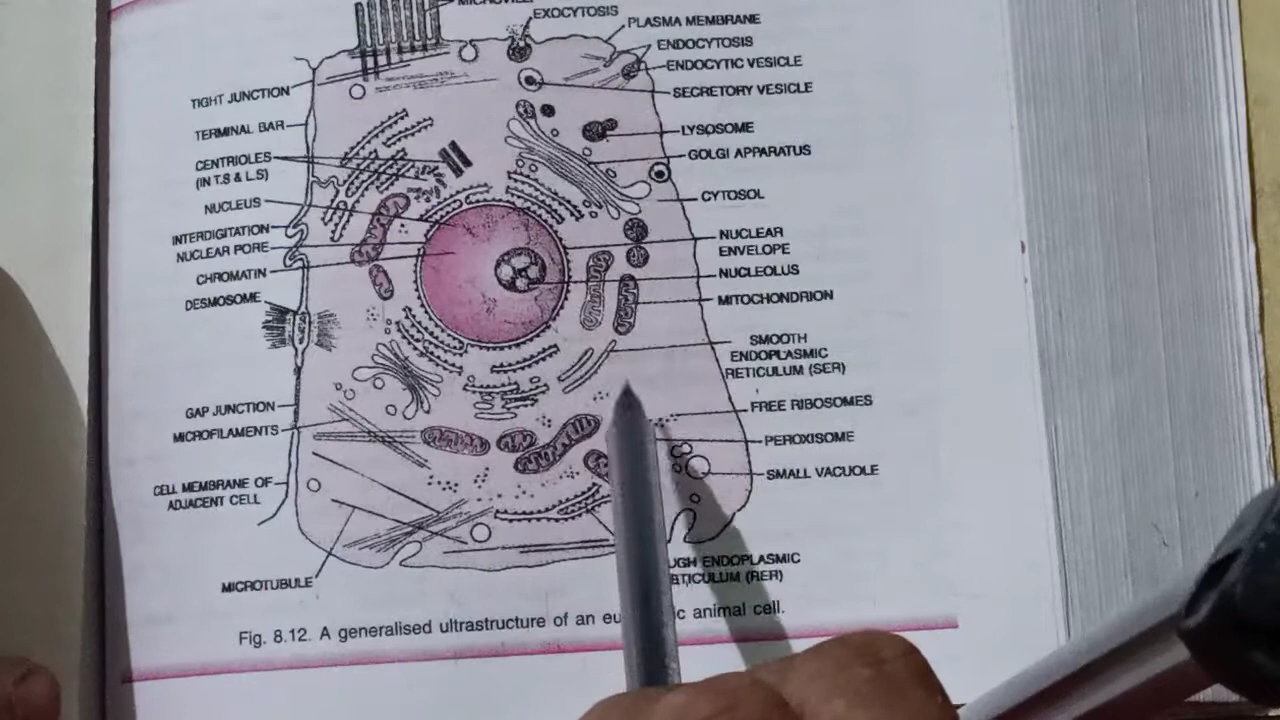 EXOCYTOSIS
PLASMA MEMBRANE
ENDOCYTOSIS
ENDOCYTIC VESICLE
SECRETORY VESICLE
LYSOSOME
GOLGI APPARATUS
CYTOSOL
NUCLEAR
ENVELOPE
NUCLEOLUS
MITOCHONDRION
SMOOTH
ENDOPLASMIC
RETICULUM (SER)
FREE RIBOSOMES
PEROXISOME
SMALL VACUOLE
TIGHT JUNCTION
TERMINAL BAR
CENTRIOLES
(IN T.S & L.S)
NUCLEUS
INTERDIGITATION
NUCLEAR PORE
CHROMATIN
DESMOSOME
GAP JUNCTION
MICROFILAMENTS
CELL MEMBRANE OF
ADJACENT CELL
MICROTUBULE
ENDOPLASMIC
(RER)
Fig. 8.12. A generalised ultrastructure of an animal cell.